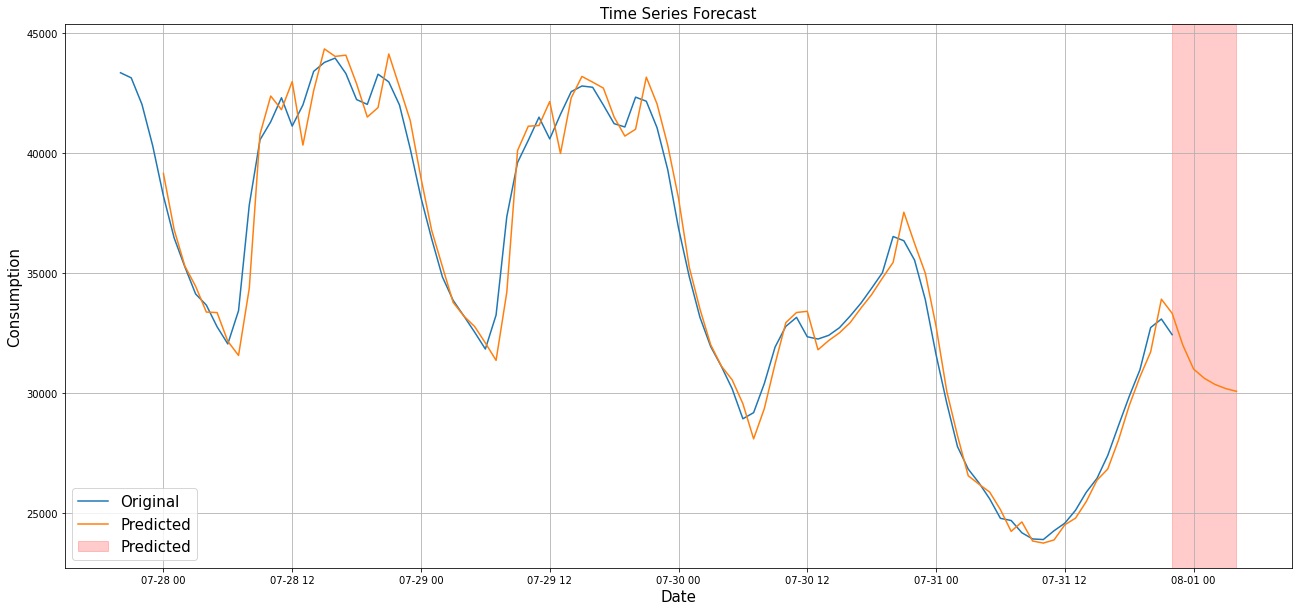 Time Series Forecast
45000
40000
35000
30000
25000
Consumption
Original
Predicted
Predicted
07-28 00
07-28 12
07-29 00
07-29 12
07-30 00
07-30 12
07-31 00
07-31 12
08-01 00
Date